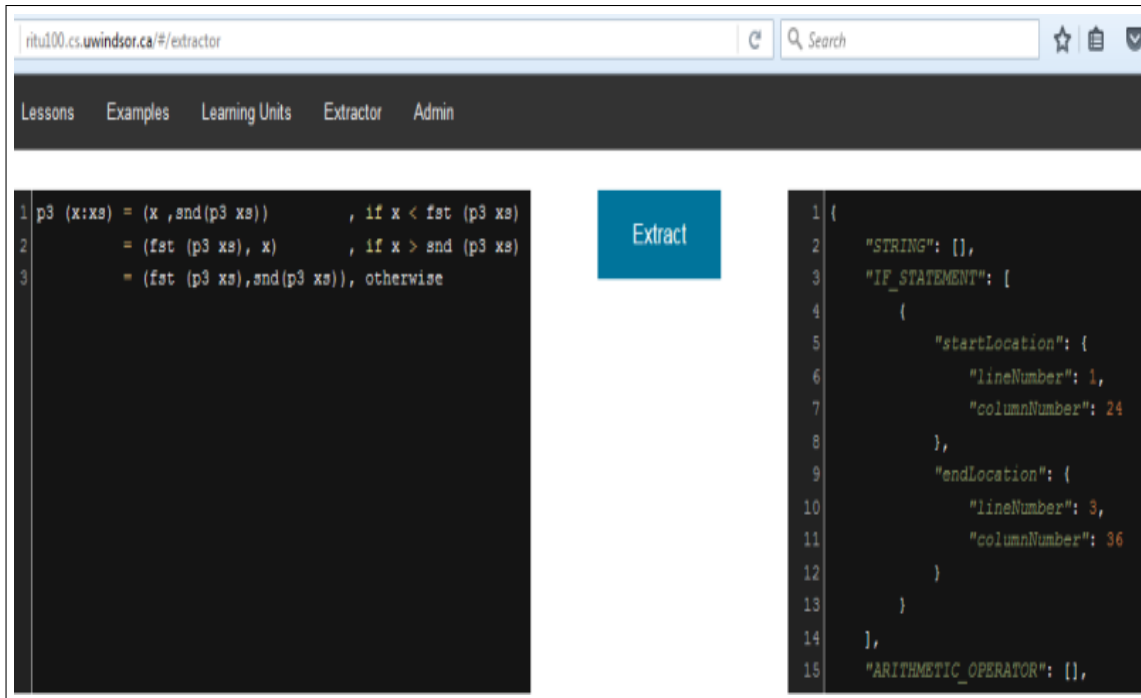 ritu100.cs.uwindsor.ca/#/extractor
Search
Lessons Examples Learning Units Extractor Admin
1 p3 (x:xs) = (x ,snd(p3 xs)) , if x < fst (p3 xs)
2 = (fst (p3 xs), x) , if x > snd (p3 xs)
3 = (fst (p3 xs),snd(p3 xs)), otherwise
Extract
1 {
2 "STRING": [],
3 "IF_STATEMENT": [
4 {
5 "startLocation": {
6 "lineNumber": 1,
7 "columnNumber": 24
8 },
9 "endLocation": {
10 "lineNumber": 3,
11 "columnNumber": 36
12 }
13 }
14 ],
15 "ARITHMETIC_OPERATOR": [],